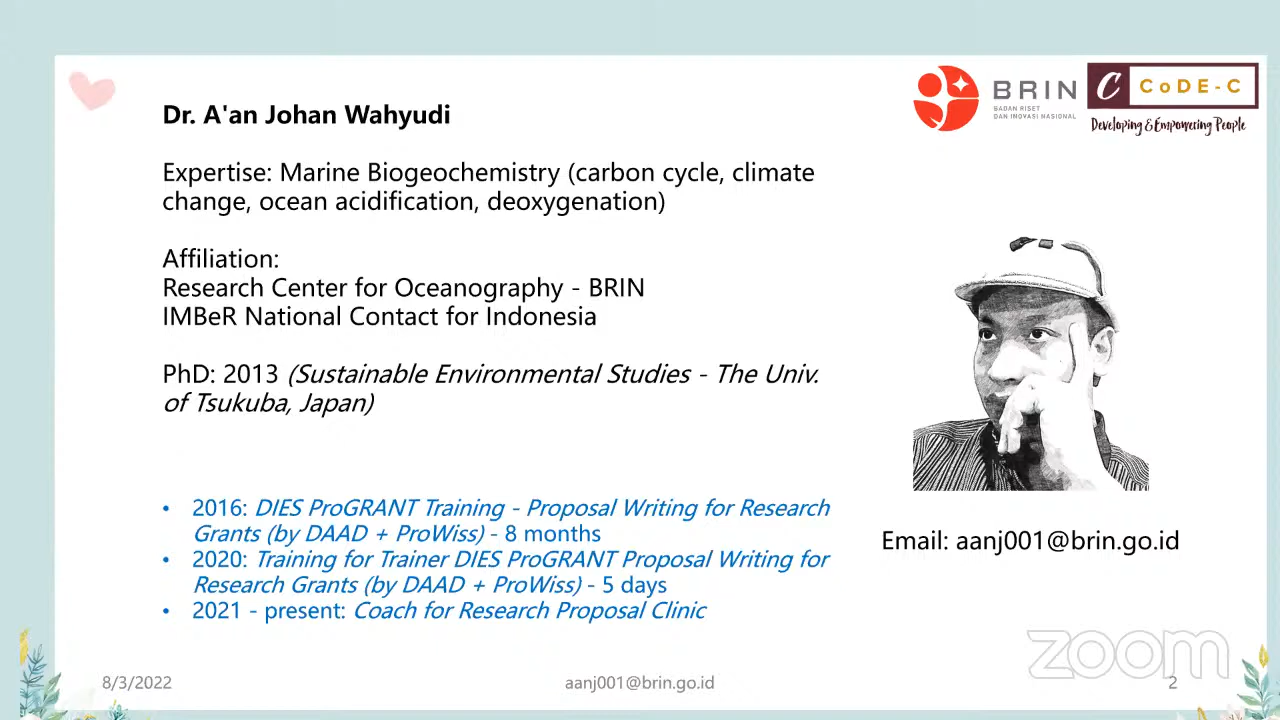 Dr. A'an Johan Wahyudi
BRIN
BADAN RISET
DAN INOVASI NASIONAL
C CoDE-C
Developing & Empowering People
Expertise: Marine Biogeochemistry (carbon cycle, climate
change, ocean acidification, deoxygenation)
Affiliation:
Research Center for Oceanography - BRIN
IMBeR National Contact for Indonesia
PhD: 2013 (Sustainable Environmental Studies - The Univ.
of Tsukuba, Japan)
• 2016: DIES ProGRANT Training - Proposal Writing for Research
Grants (by DAAD + ProWiss) - 8 months
• 2020: Training for Trainer DIES ProGRANT Proposal Writing for
Research Grants (by DAAD + ProWiss) - 5 days
• 2021 - present: Coach for Research Proposal Clinic
Email: aanj001@brin.go.id
zoom
8/3/2022
aanj001@brin.go.id
2